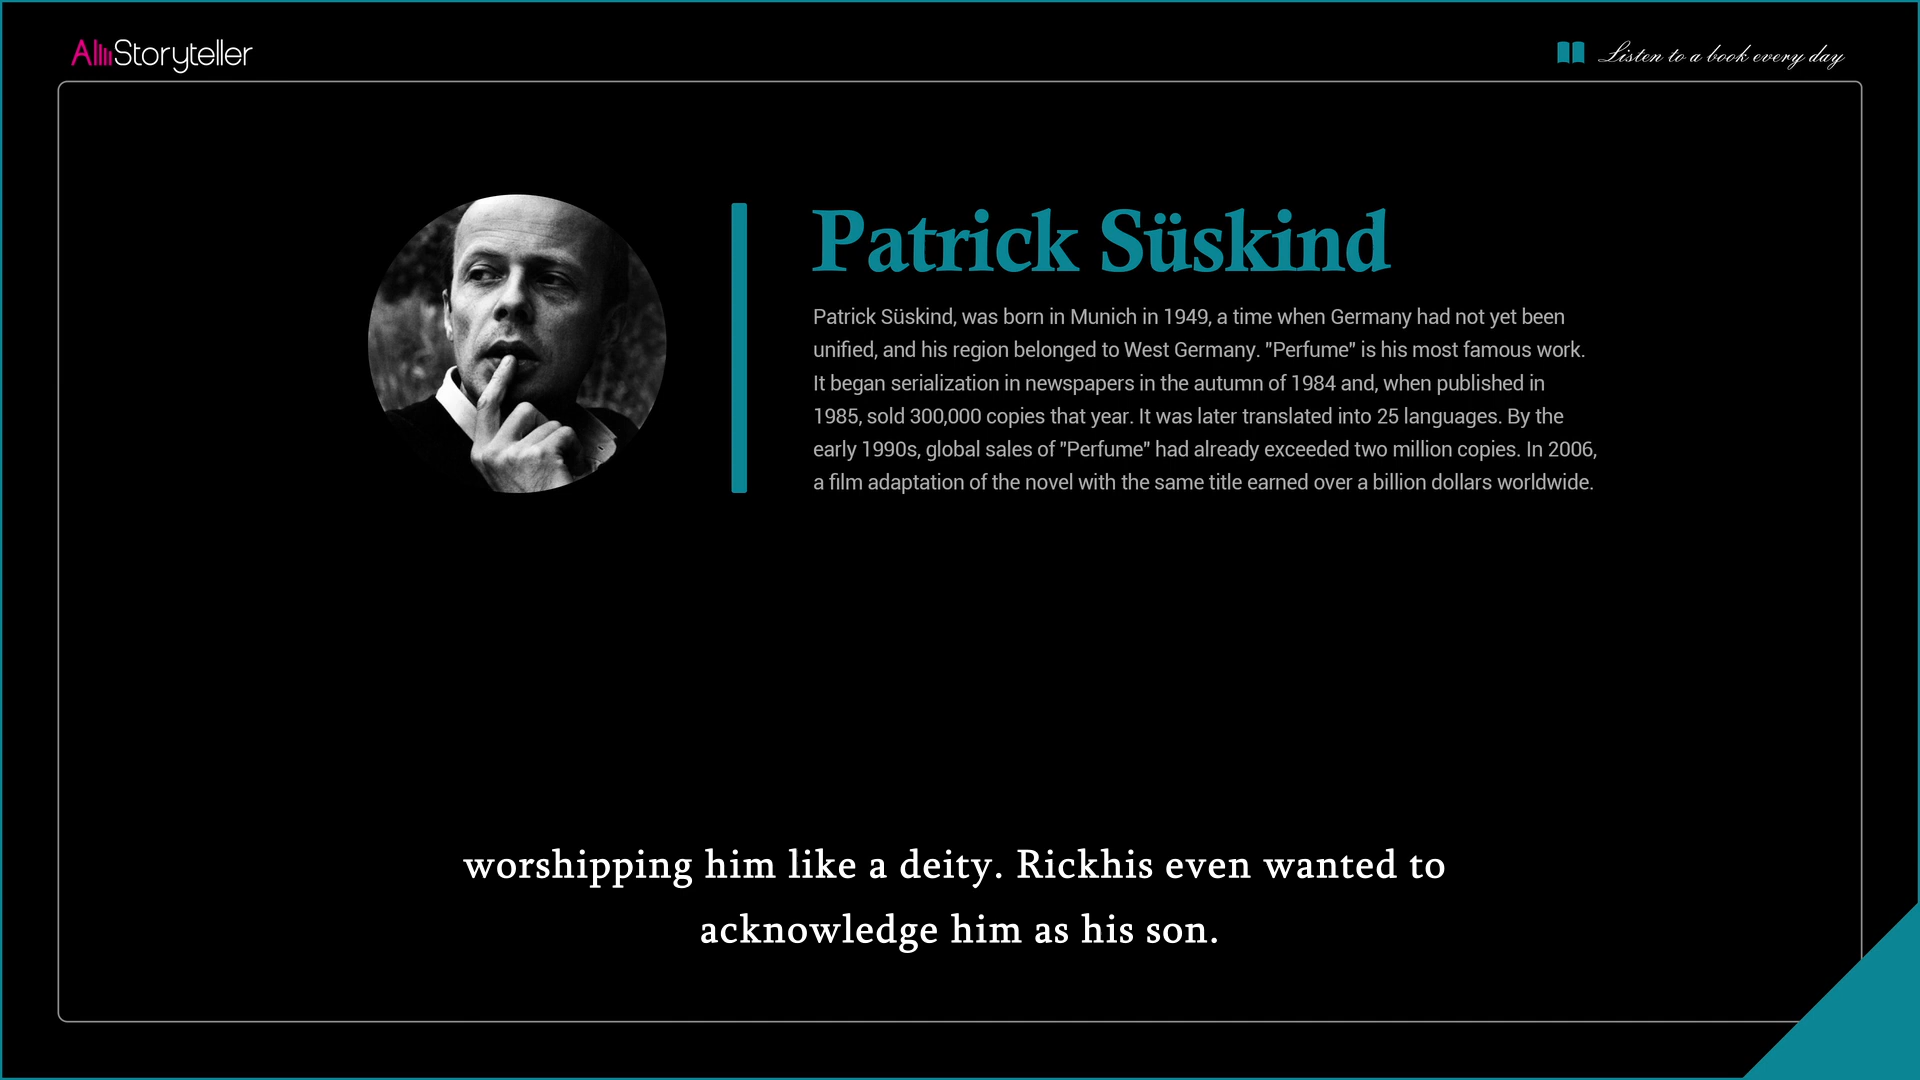 AllStoryteller
Listen to a book every day
Patrick Süskind
Patrick Süskind, was born in Munich in 1949, a time when Germany had not yet been
unified, and his region belonged to West Germany. "Perfume" is his most famous work.
It began serialization in newspapers in the autumn of 1984 and, when published in
1985, sold 300,000 copies that year. It was later translated into 25 languages. By the
early 1990s, global sales of "Perfume" had already exceeded two million copies. In 2006,
a film adaptation of the novel with the same title earned over a billion dollars worldwide.
worshipping him like a deity. Rickhis even wanted to
acknowledge him as his son.